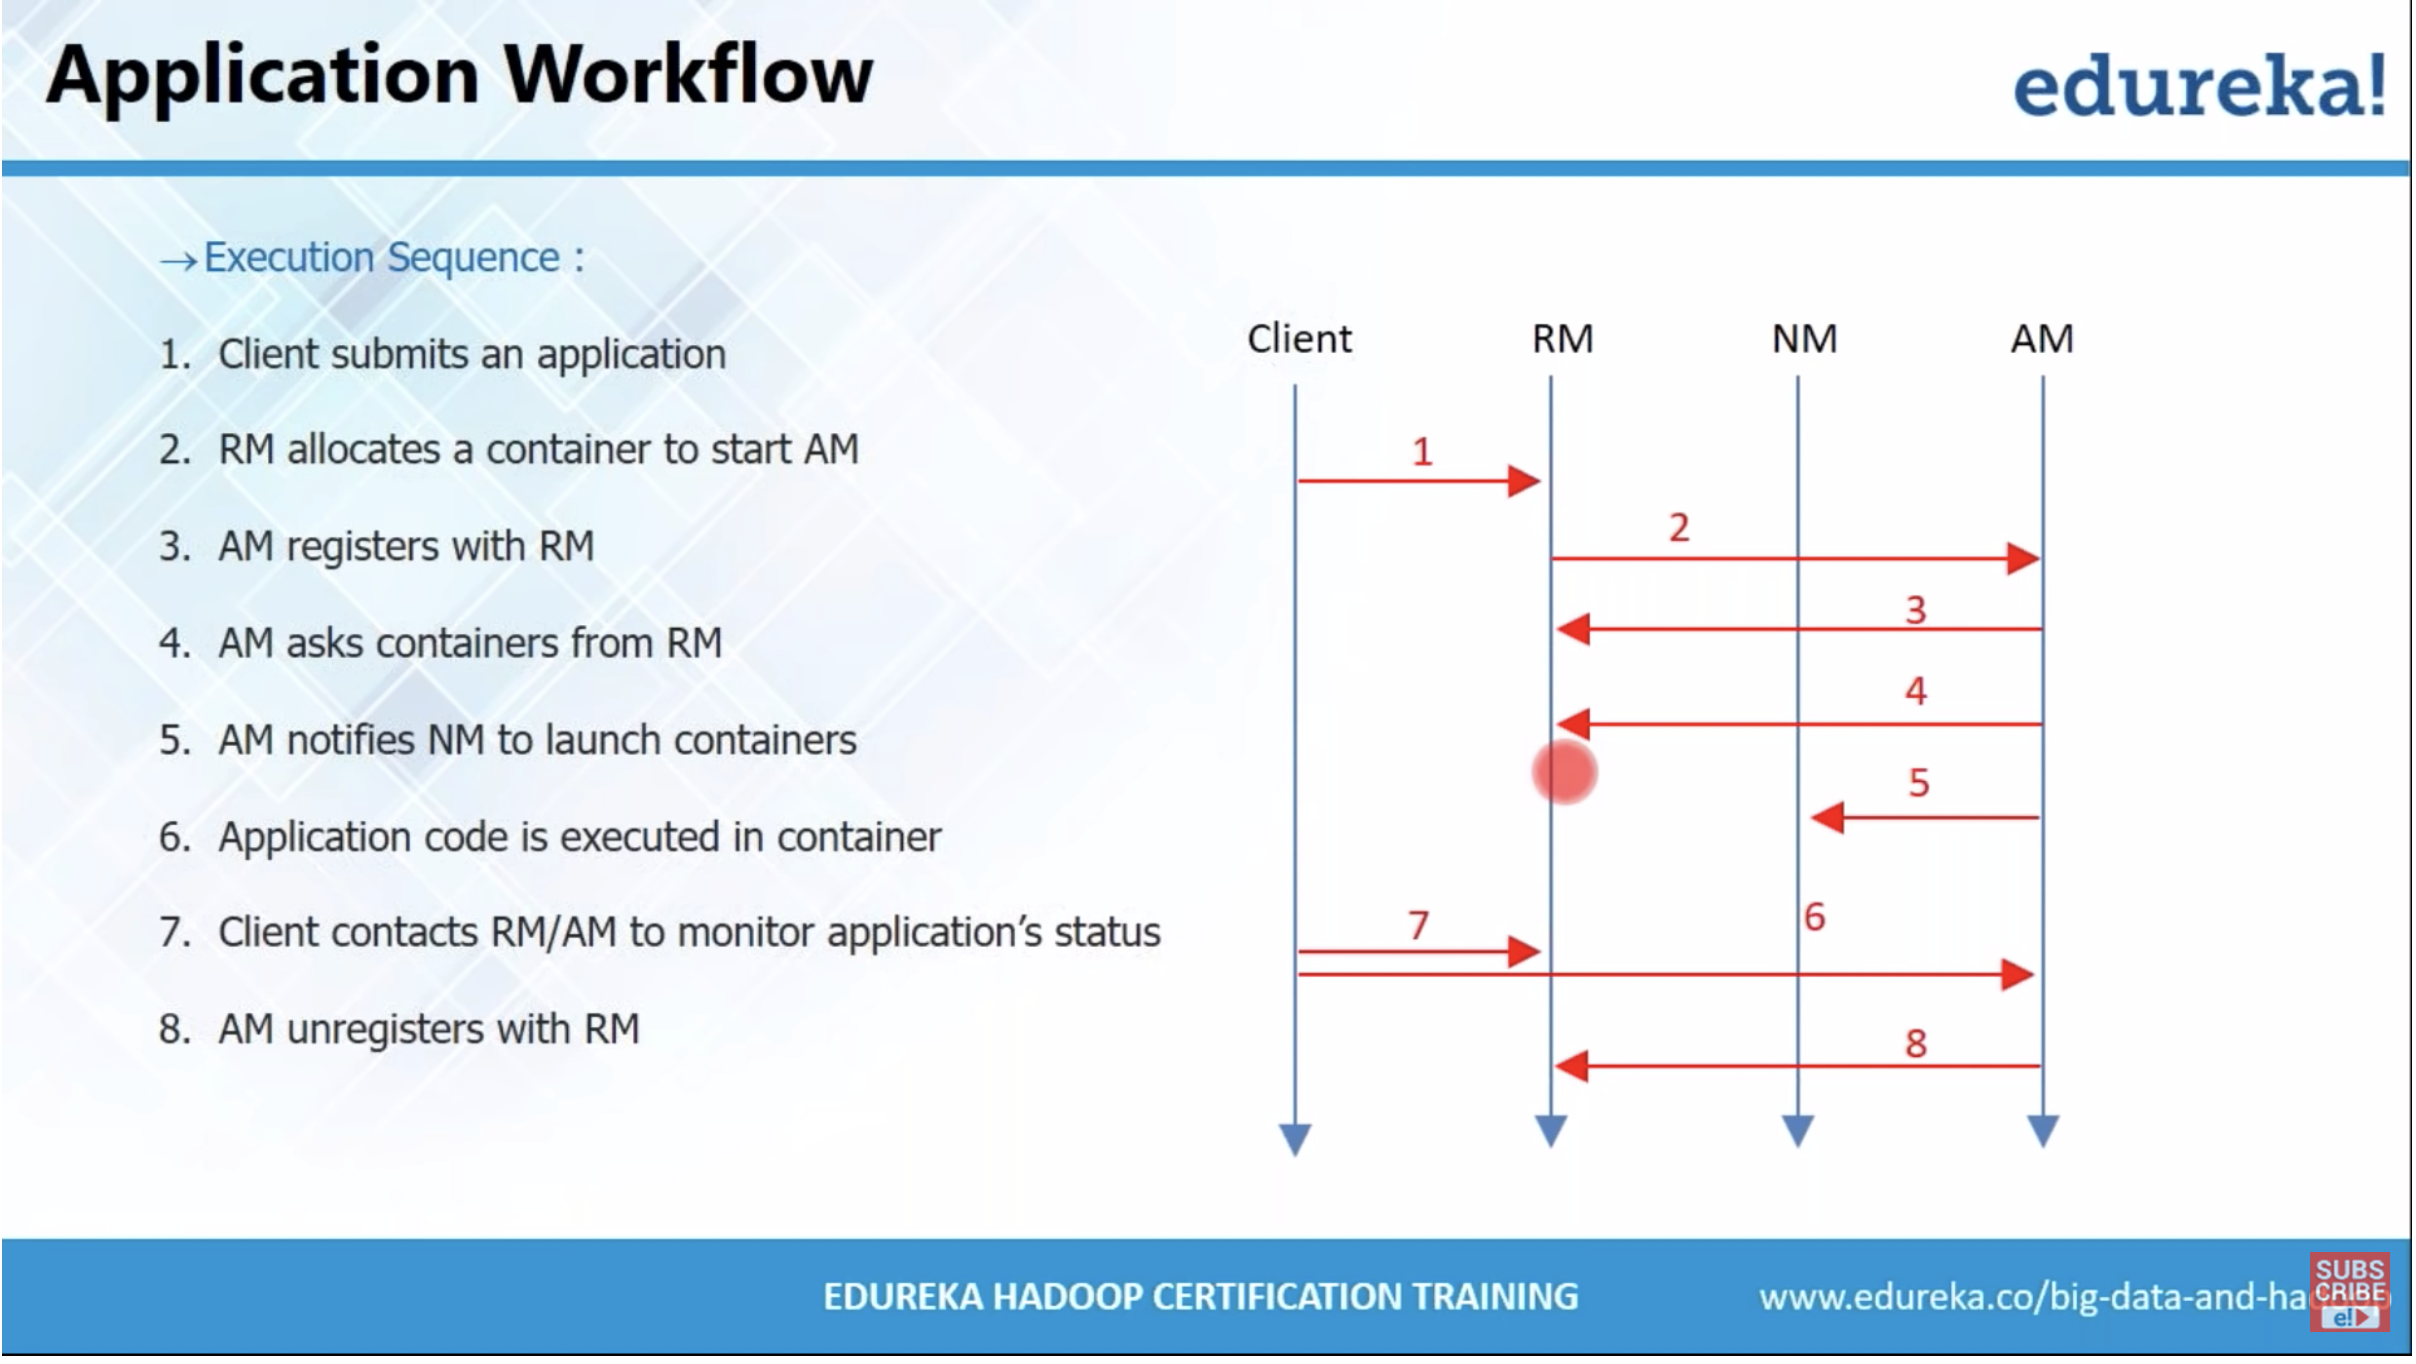 Application Workflow
edureka!
→Execution Sequence :
1. Client submits an application
2. RM allocates a container to start AM
3. AM registers with RM
4. AM asks containers from RM
5. AM notifies NM to launch containers
6. Application code is executed in container
7. Client contacts RM/AM to monitor application’s status
8. AM unregisters with RM
Client RM NM AM
1
2
3
4
5
6
7
8
EDUREKA HADOOP CERTIFICATION TRAINING
www.edureka.co/big-data-and-ha
SUBS
CRIBE
e!